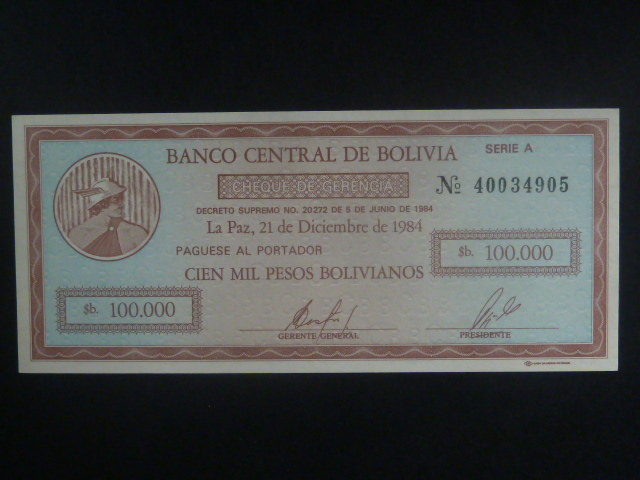 BANCO CENTRAL DE BOLIVIA
SERIE A
CHEQUE DE GERENCIA
Nº 40034905
DECRETO SUPREMO NO. 20272 DE 5 DE JUNIO DE 1984
La Paz, 21 de Diciembre de 1984
PAGUESE AL PORTADOR
$b. 100.000
CIEN MIL PESOS BOLIVIANOS
$b. 100.000
GERENTE GENERAL
PRESIDENTE